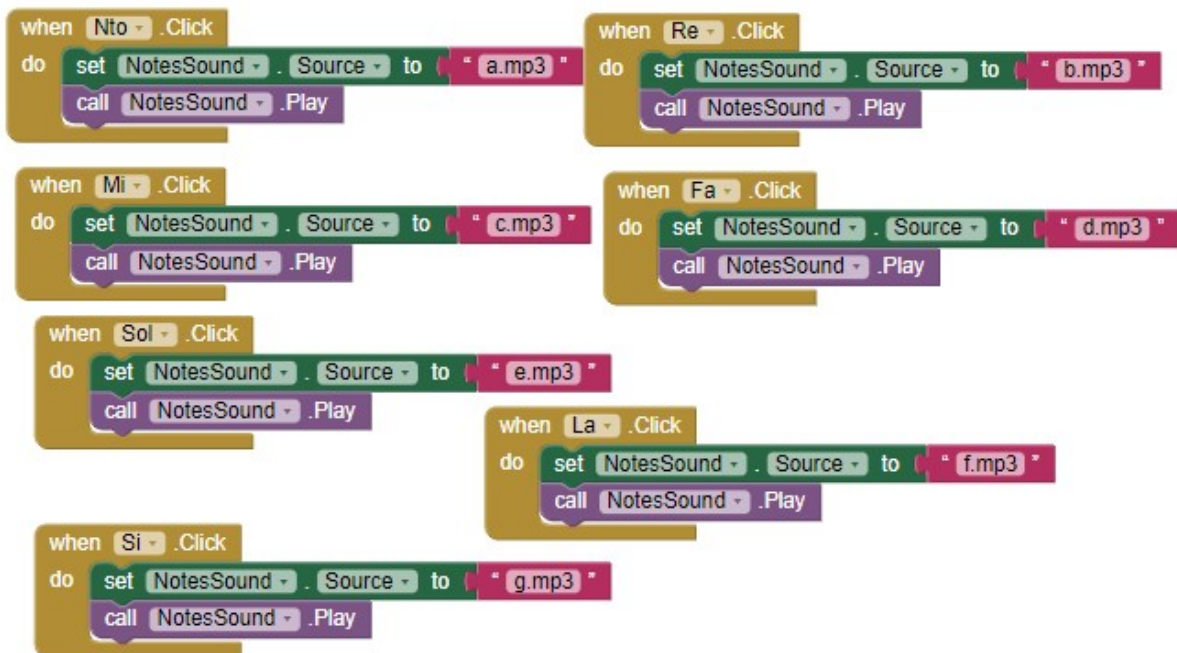 when Nto .Click
do set NotesSound . Source to " a.mp3 "
call NotesSound .Play
when Re .Click
do set NotesSound . Source to " b.mp3 "
call NotesSound .Play
when Mi .Click
do set NotesSound . Source to " c.mp3 "
call NotesSound .Play
when Fa .Click
do set NotesSound . Source to " d.mp3 "
call NotesSound .Play
when Sol .Click
do set NotesSound . Source to " e.mp3 "
call NotesSound .Play
when La .Click
do set NotesSound . Source to " f.mp3 "
call NotesSound .Play
when Si .Click
do set NotesSound . Source to " g.mp3 "
call NotesSound .Play